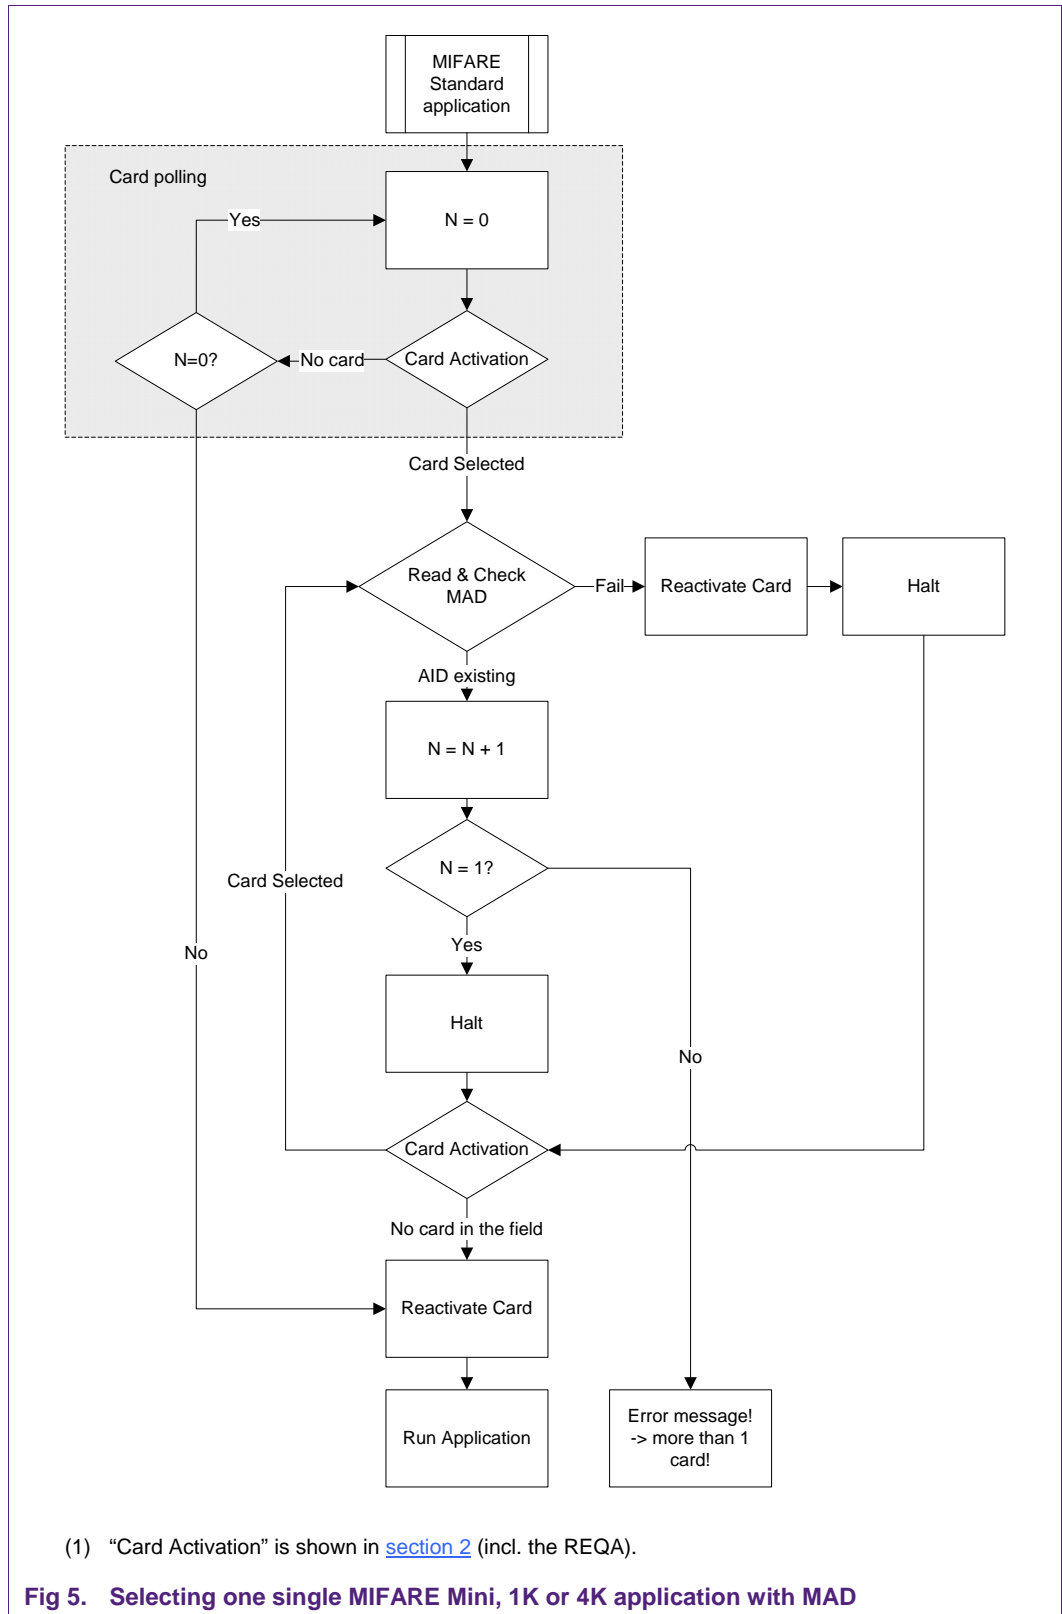 MIFARE
Standard
application
Card polling
Yes
N = 0
N=0?
No card
Card Activation
Card Selected
Read & Check
MAD
Fail
Reactivate Card
Halt
AID existing
N = N + 1
N = 1?
Card Selected
Yes
No
Halt
No
Card Activation
No card in the field
Reactivate Card
Run Application
Error message!
-> more than 1
card!
(1) “Card Activation” is shown in section 2 (incl. the REQA).
Fig 5. Selecting one single MIFARE Mini, 1K or 4K application with MAD